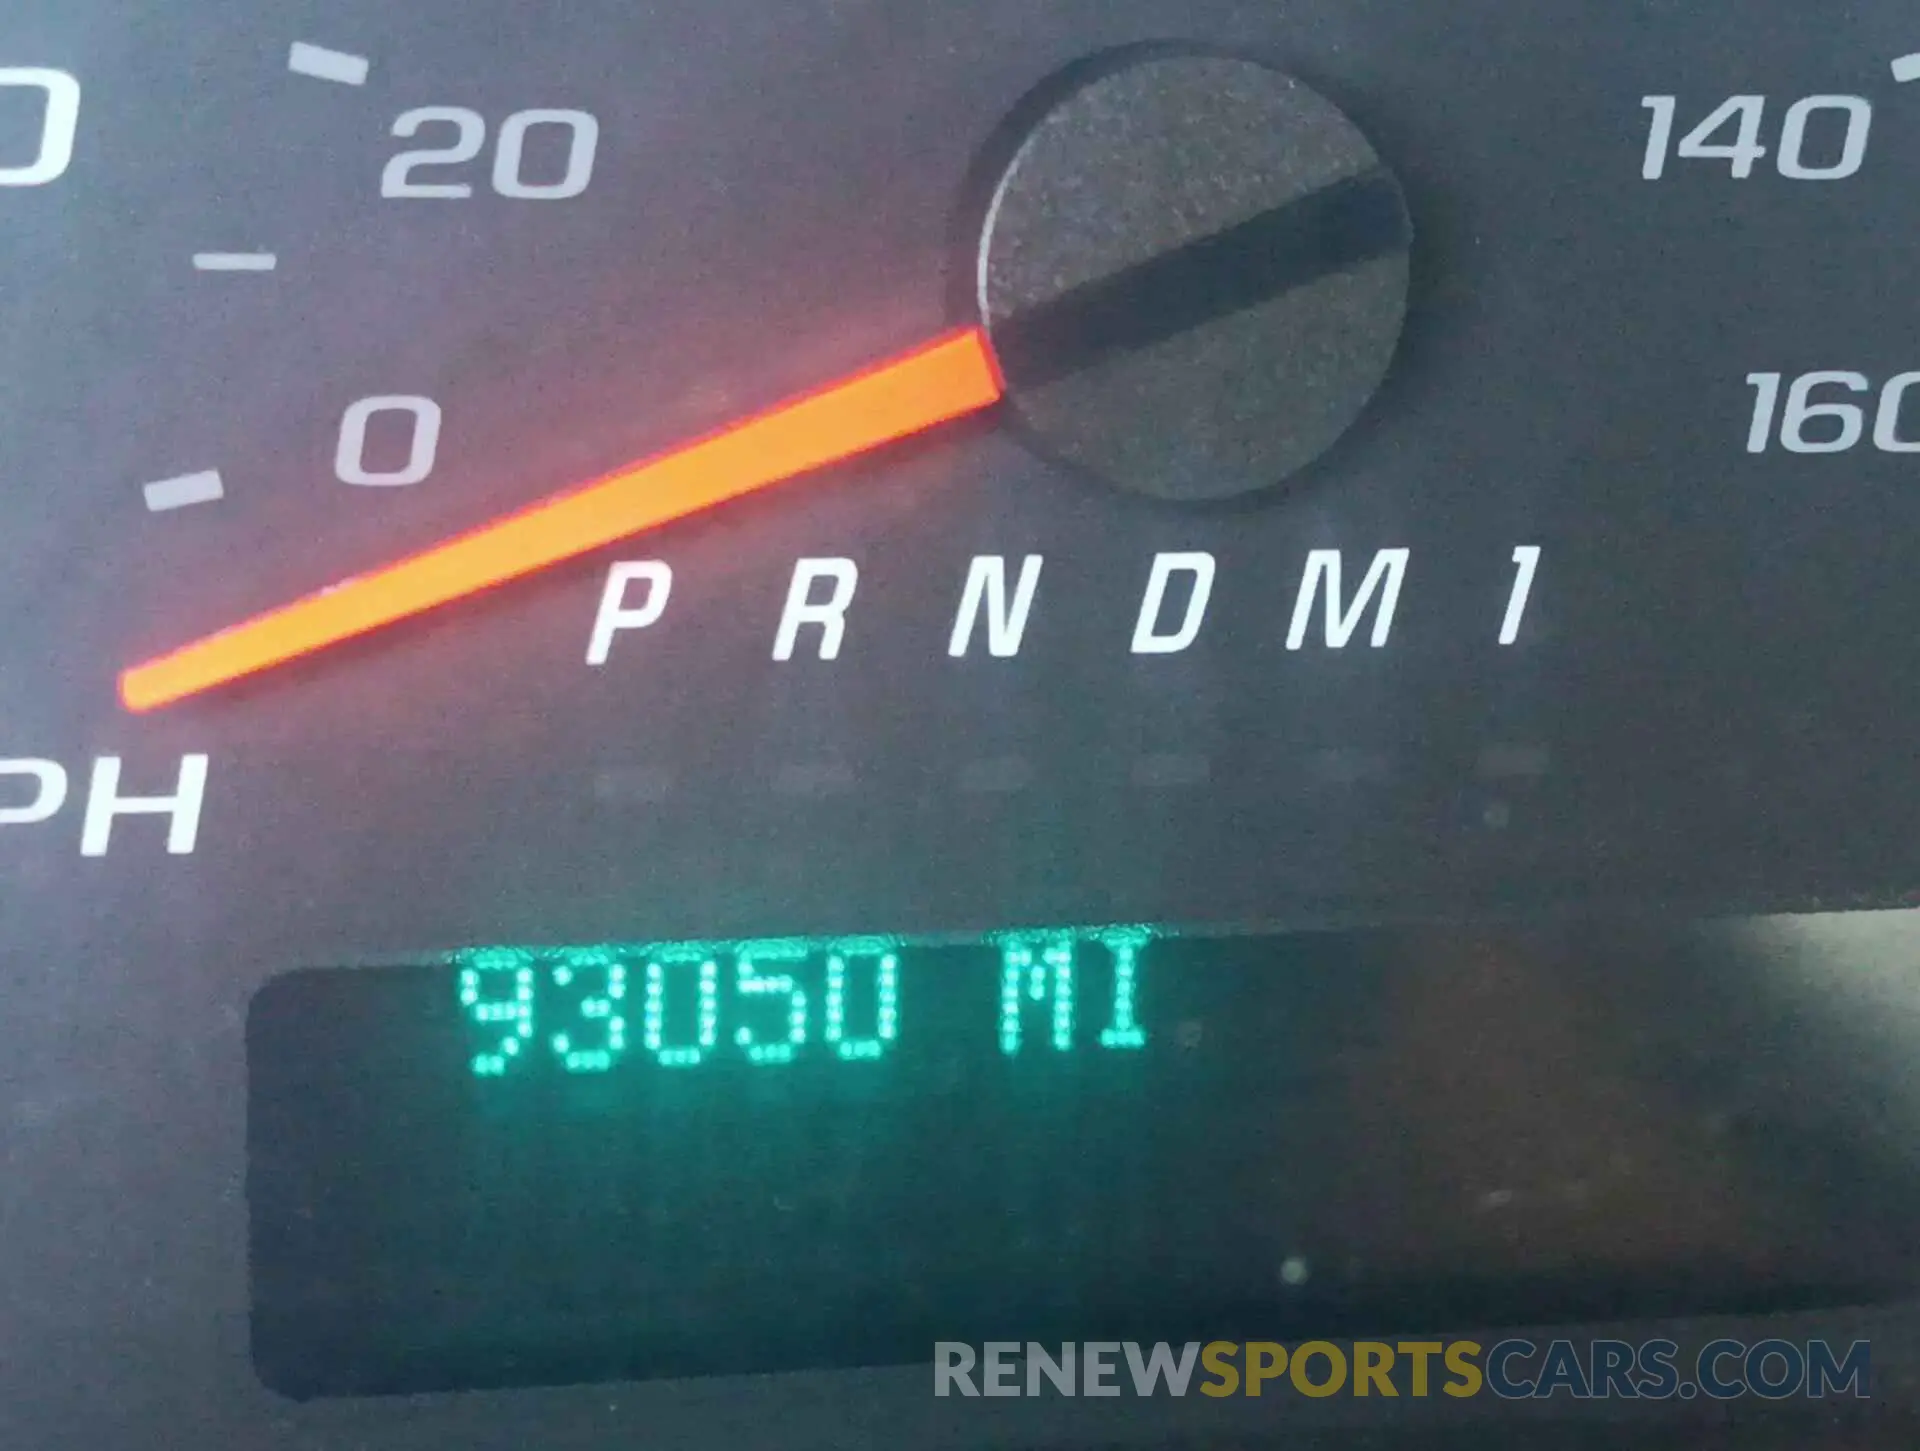 20
140
0
160
P R N D M 1
PH
93050 MI
RENEWSPORTSCARS.COM